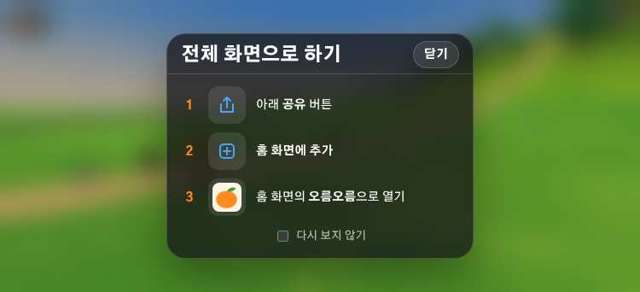 전체 화면으로 하기
닫기
1 아래 공유 버튼
2 홈 화면에 추가
3 홈 화면의 오름오름으로 열기
다시 보지 않기